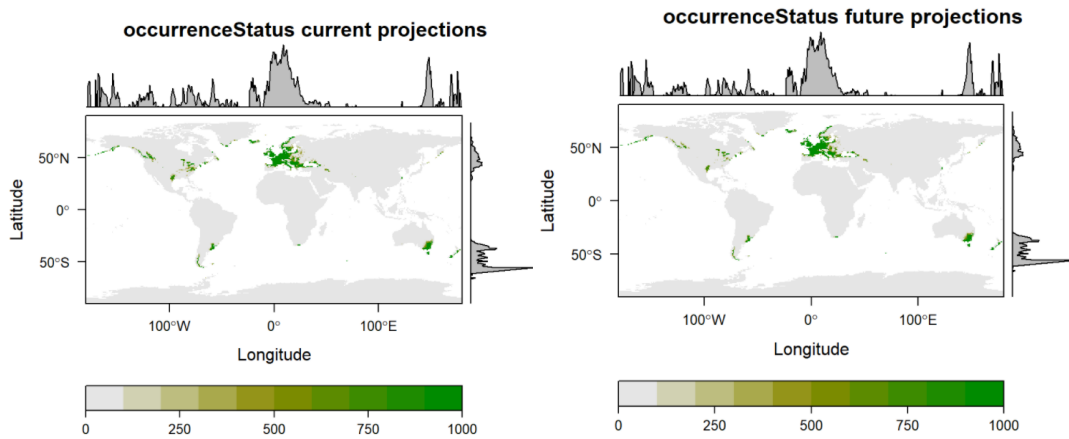 occurrenceStatus current projections
50°N
0°
50°S
Latitude
100°W
0°
100°E
Longitude
0
250
500
750
1000
occurrenceStatus future projections
50°N
0°
50°S
Latitude
100°W
0°
100°E
Longitude
0
250
500
750
1000